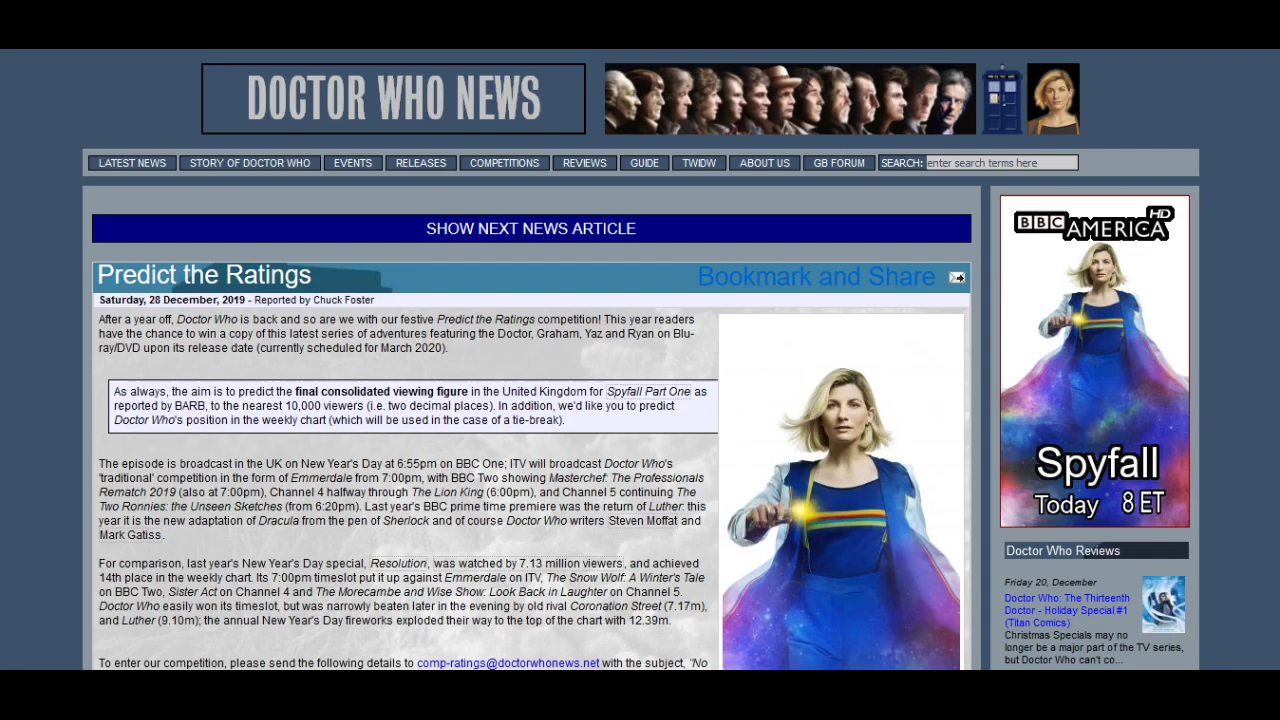 DOCTOR WHO NEWS
LATEST NEWS
STORY OF DOCTOR WHO
EVENTS
RELEASES
COMPETITIONS
REVIEWS
GUIDE
TWIDW
ABOUT US
GB FORUM
SEARCH: enter search terms here
SHOW NEXT NEWS ARTICLE
Predict the Ratings
Bookmark and Share
Saturday, 28 December, 2019 - Reported by Chuck Foster
After a year off, Doctor Who is back and so are we with our festive Predict the Ratings competition! This year readers
have the chance to win a copy of this latest series of adventures featuring the Doctor, Graham, Yaz and Ryan on Blu-
ray/DVD upon its release date (currently scheduled for March 2020).
As always, the aim is to predict the final consolidated viewing figure in the United Kingdom for Spyfall Part One as
reported by BARB, to the nearest 10,000 viewers (i.e. two decimal places). In addition, we'd like you to predict
Doctor Who's position in the weekly chart (which will be used in the case of a tie-break).
The episode is broadcast in the UK on New Year's Day at 6:55pm on BBC One; ITV will broadcast Doctor Who's
'traditional' competition in the form of Emmerdale from 7:00pm, with BBC Two showing Masterchef: The Professionals
Rematch 2019 (also at 7:00pm), Channel 4 halfway through The Lion King (6:00pm), and Channel 5 continuing The
Two Ronnies: the Unseen Sketches (from 6:20pm). Last year's BBC prime time premiere was the return of Luther: this
year it is the new adaptation of Dracula from the pen of Sherlock and of course Doctor Who writers Steven Moffat and
Mark Gatiss.
For comparison, last year's New Year's Day special, Resolution, was watched by 7.13 million viewers, and achieved
14th place in the weekly chart. Its 7:00pm timeslot put it up against Emmerdale on ITV, The Snow Wolf: A Winter's Tale
on BBC Two, Sister Act on Channel 4 and The Morecambe and Wise Show: Look Back in Laughter on Channel 5.
Doctor Who easily won its timeslot, but was narrowly beaten later in the evening by old rival Coronation Street (7.17m),
and Luther (9.10m); the annual New Year's Day fireworks exploded their way to the top of the chart with 12.39m.
To enter our competition, please send the following details to comp-ratings@doctorwhonews.net with the subject, "No
BBC AMERICA HD
Spyfall
Today 8 ET
Doctor Who Reviews
Friday 20, December
Doctor Who: The Thirteenth
Doctor - Holiday Special #1
(Titan Comics)
Christmas Specials may no
longer be a major part of the TV series,
but Doctor Who can't co...